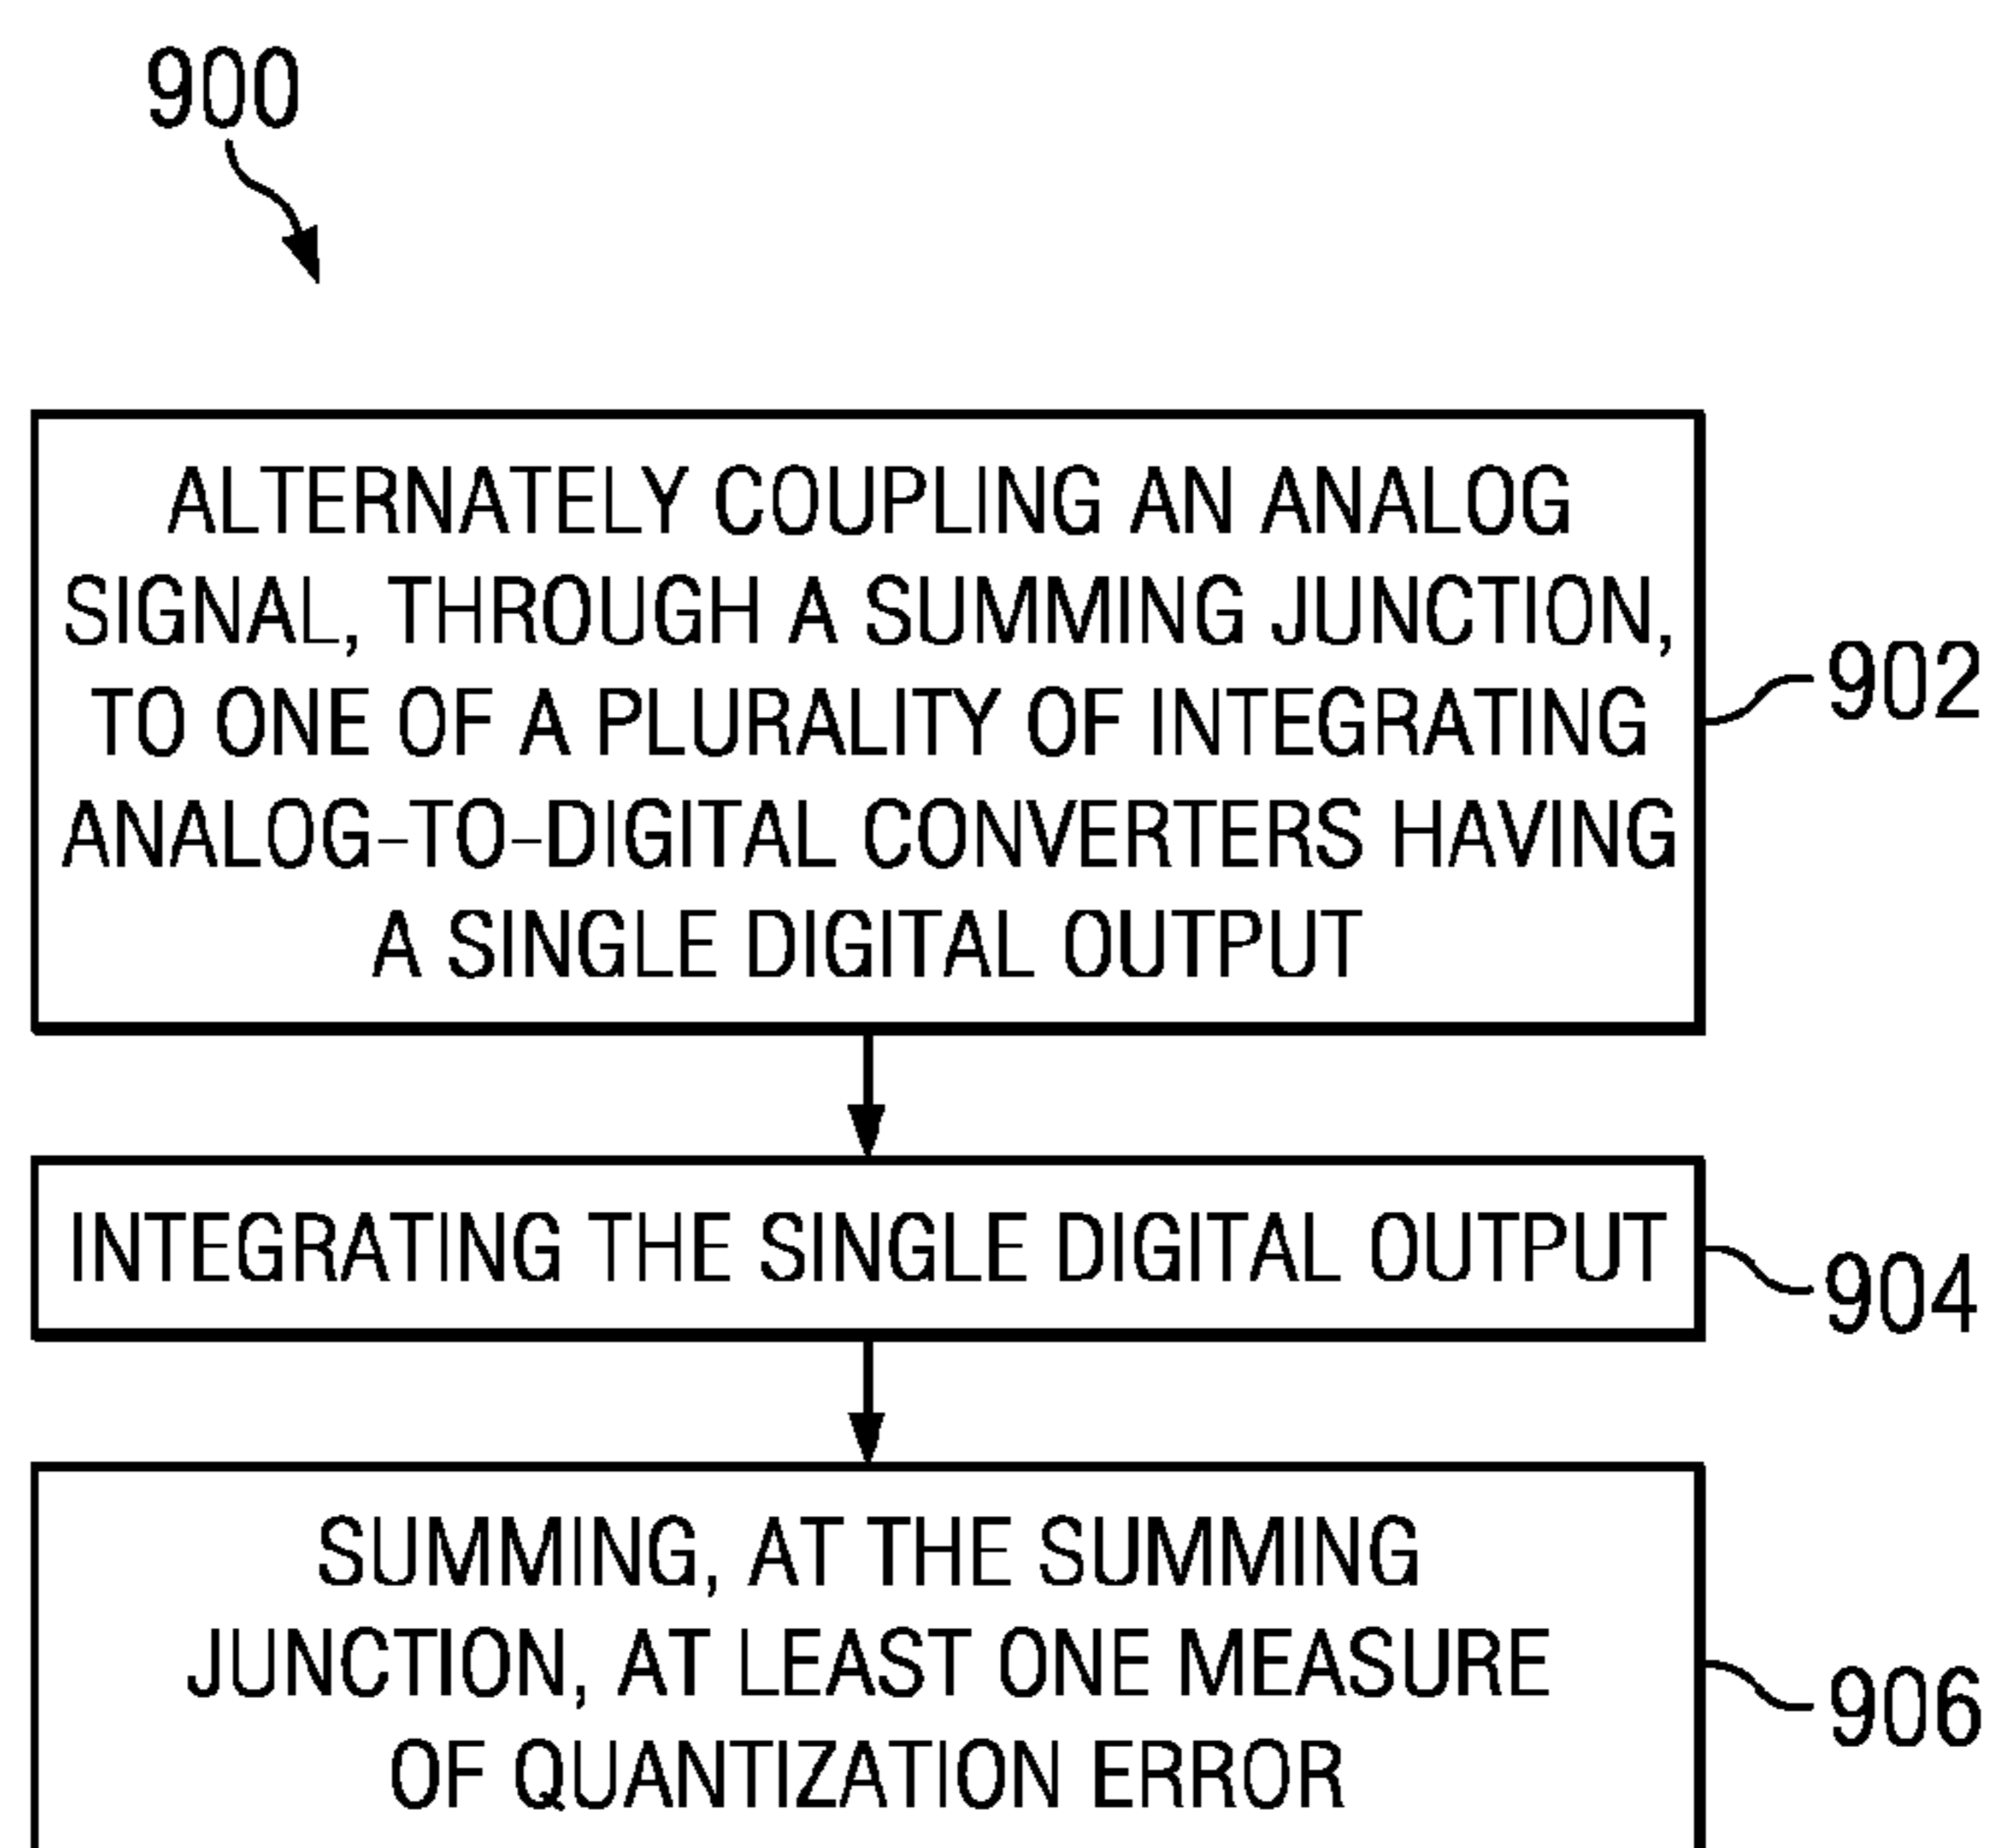 900
ALTERNATELY COUPLING AN ANALOG
SIGNAL, THROUGH A SUMMING JUNCTION,
TO ONE OF A PLURALITY OF INTEGRATING
ANALOG-TO-DIGITAL CONVERTERS HAVING
A SINGLE DIGITAL OUTPUT
902
INTEGRATING THE SINGLE DIGITAL OUTPUT
904
SUMMING, AT THE SUMMING
JUNCTION, AT LEAST ONE MEASURE
OF QUANTIZATION ERROR
906